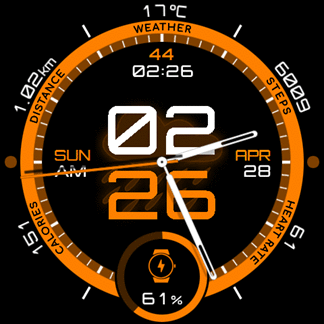 17°C
WEATHER
44
02:26
1.02km
DISTANCE
6009
STEPS
02
SUN
AM
APR
28
26
151
CALORIES
61
HEART RATE
61%